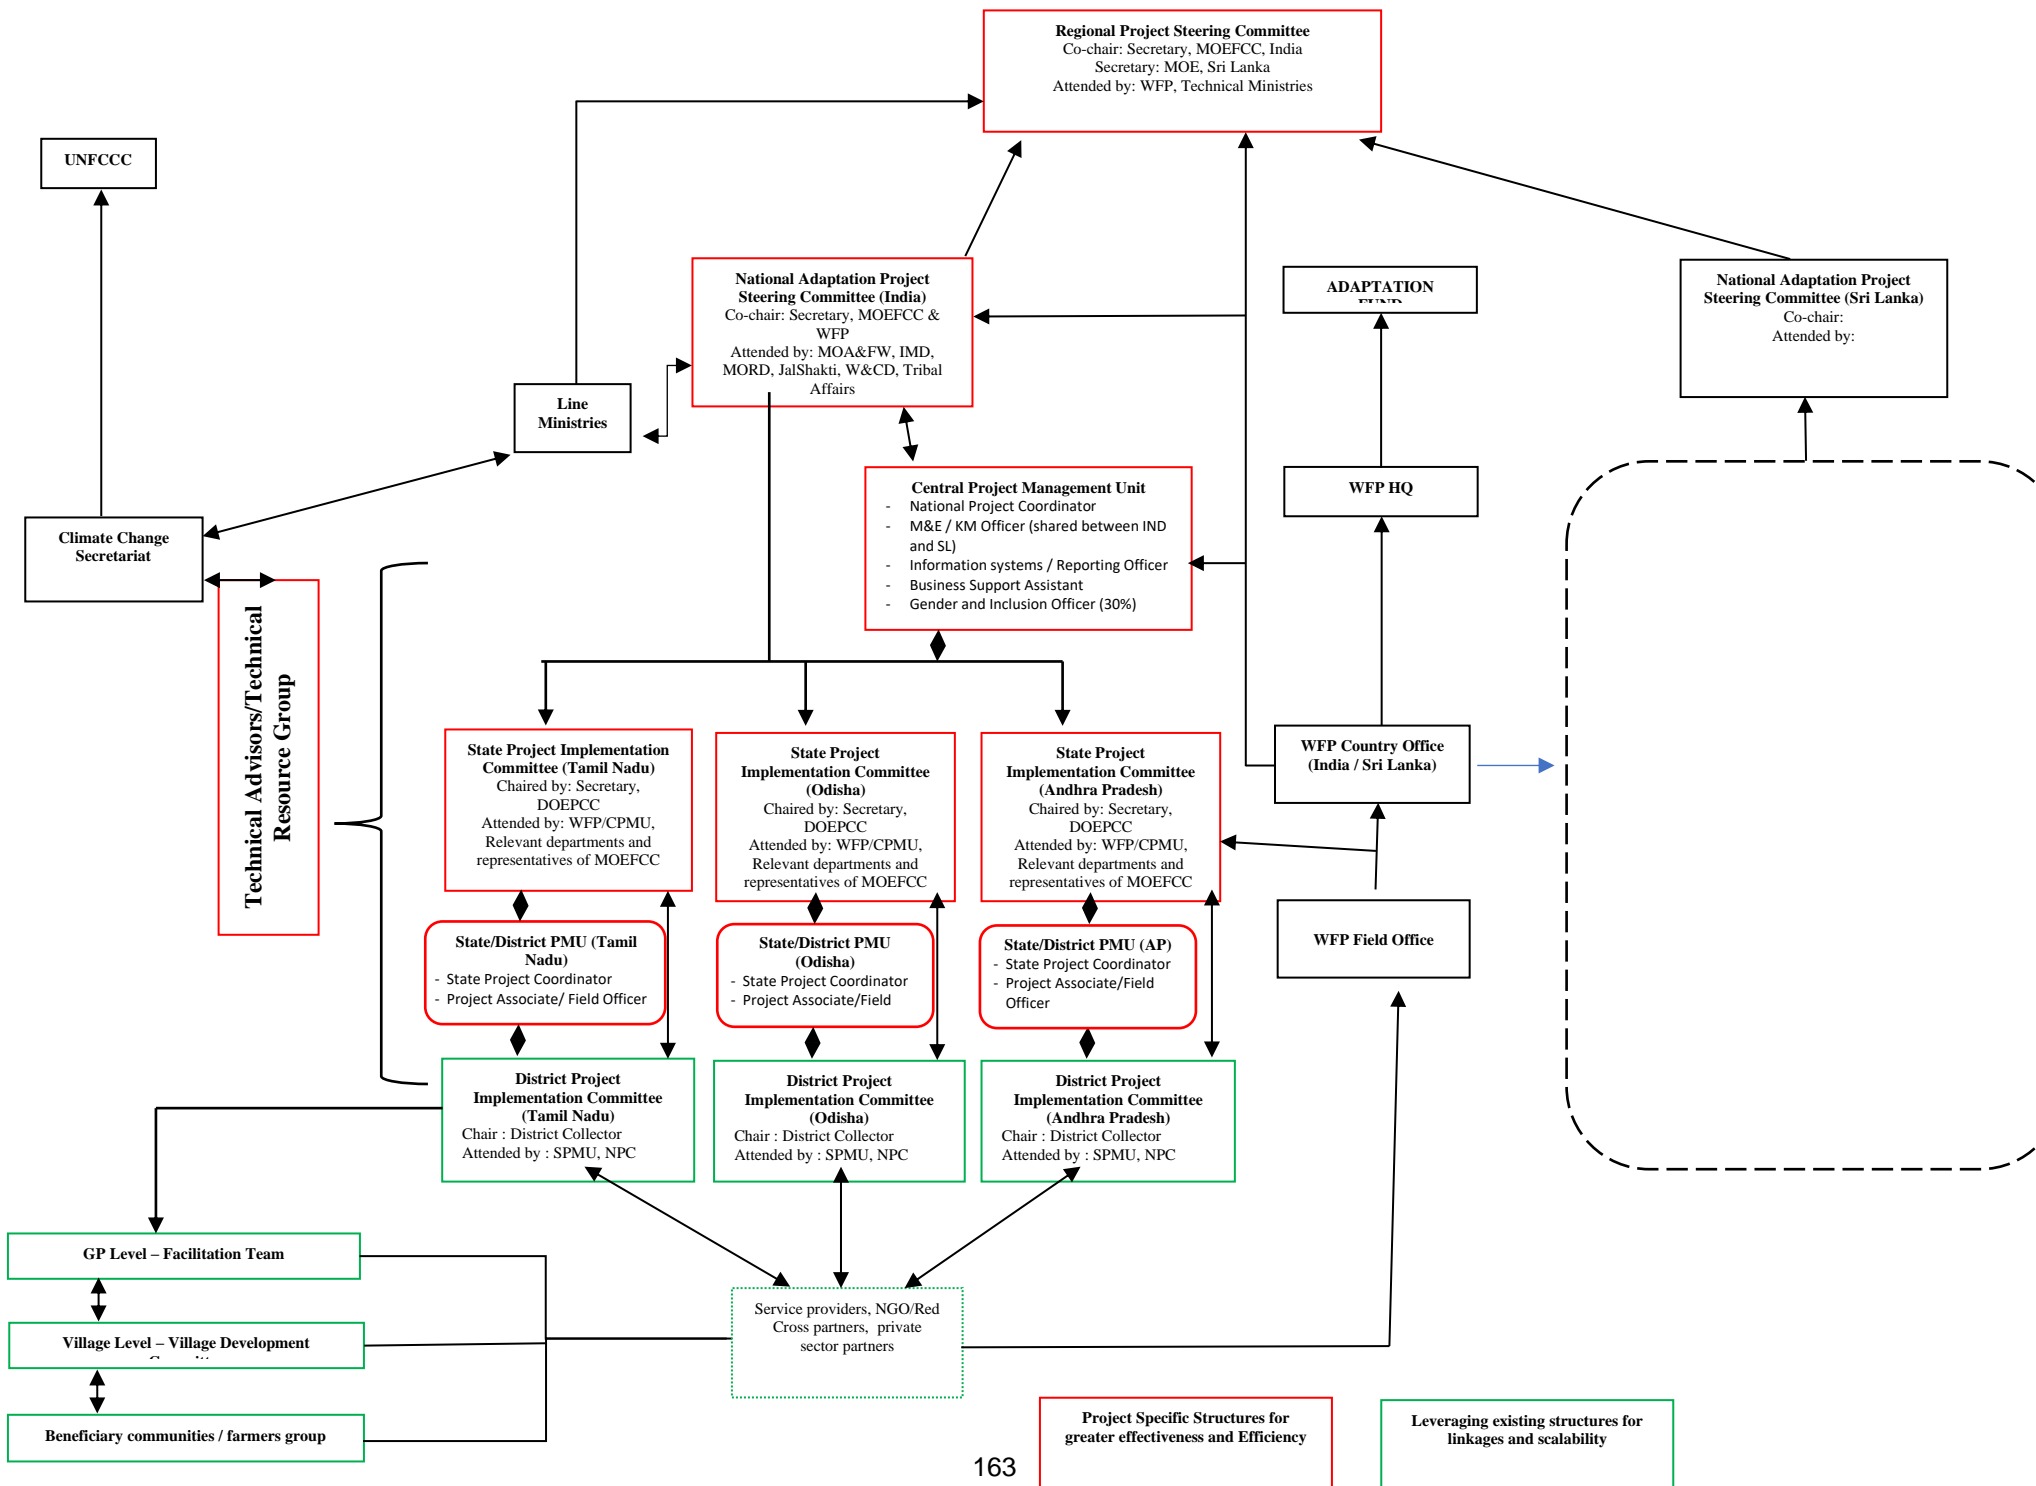 Regional Project Steering Committee
Co-chair: Secretary, MOEFCC, India
Secretary: MOE, Sri Lanka
Attended by: WFP, Technical Ministries
UNFCCC
National Adaptation Project
Steering Committee (India)
Co-chair: Secretary, MOEFCC &
WFP
Attended by: MOA&FW, IMD,
MORD, JalShakti, W&CD, Tribal
Affairs
ADAPTATION
National Adaptation Project
Steering Committee (Sri Lanka)
Co-chair:
Attended by:
Line
Ministries
Central Project Management Unit
- National Project Coordinator
- M&E / KM Officer (shared between IND
and SL)
- Information systems / Reporting Officer
- Business Support Assistant
- Gender and Inclusion Officer (30%)
WFP HQ
Climate Change
Secretariat
Technical Advisors/Technical
Resource Group
State Project Implementation
Committee (Tamil Nadu)
Chaired by: Secretary,
DOEPCC
Attended by: WFP/CPMU,
Relevant departments and
representatives of MOEFCC
State Project
Implementation Committee
(Odisha)
Chaired by: Secretary,
DOEPCC
Attended by: WFP/CPMU,
Relevant departments and
representatives of MOEFCC
State Project
Implementation Committee
(Andhra Pradesh)
Chaired by: Secretary,
DOEPCC
Attended by: WFP/CPMU,
Relevant departments and
representatives of MOEFCC
WFP Country Office
(India / Sri Lanka)
State/District PMU (Tamil
Nadu)
- State Project Coordinator
- Project Associate/ Field Officer
State/District PMU
(Odisha)
- State Project Coordinator
- Project Associate/Field
State/District PMU (AP)
- State Project Coordinator
- Project Associate/Field
Officer
WFP Field Office
District Project
Implementation Committee
(Tamil Nadu)
Chair : District Collector
Attended by : SPMU, NPC
District Project
Implementation Committee
(Odisha)
Chair : District Collector
Attended by : SPMU, NPC
District Project
Implementation Committee
(Andhra Pradesh)
Chair : District Collector
Attended by : SPMU, NPC
GP Level – Facilitation Team
Village Level – Village Development
Beneficiary communities / farmers group
Service providers, NGO/Red
Cross partners, private
sector partners
Project Specific Structures for
greater effectiveness and Efficiency
Leveraging existing structures for
linkages and scalability
163